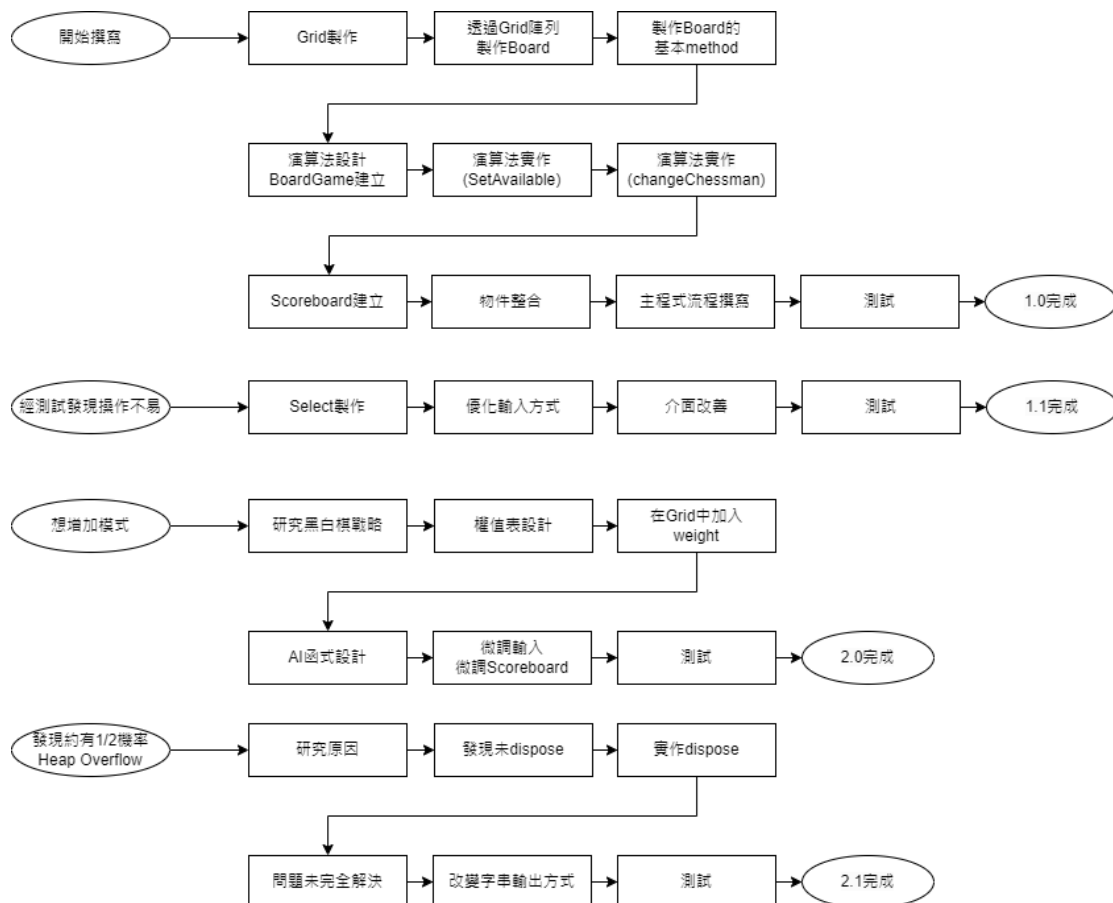 開始撰寫
Grid製作
透過Grid陣列
製作Board
製作Board的
基本method
演算法設計
BoardGame建立
演算法實作
(SetAvailable)
演算法實作
(changeChessman)
Scoreboard建立
物件整合
主程式流程撰寫
測試
1.0完成
經測試發現操作不易
Select製作
優化輸入方式
介面改善
測試
1.1完成
想增加模式
研究黑白棋戰略
權值表設計
在Grid中加入
weight
AI函式設計
微調輸入
微調Scoreboard
測試
2.0完成
發現約有1/2機率
Heap Overflow
研究原因
發現未dispose
實作dispose
問題未完全解決
改變字串輸出方式
測試
2.1完成